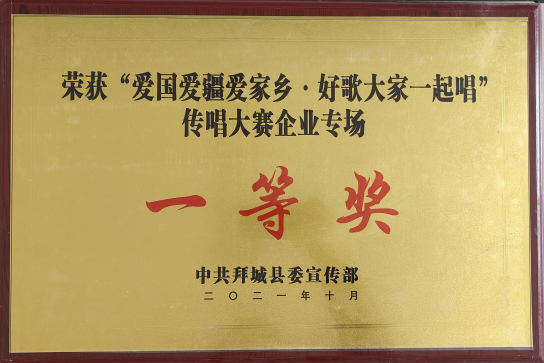 荣获“爱国爱疆爱家乡·好歌大家一起唱”
传唱大赛企业专场
一等奖
中共拜城县委宣传部
二〇二一年十月